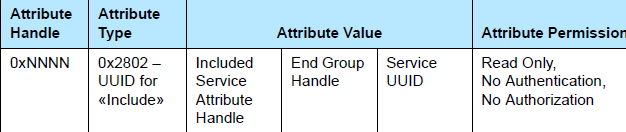 Attribute Handle
Attribute Type
Attribute Value
Attribute Permission
0xNNNN
0x2802 –
UUID for
«Include»
Included
Service
Attribute
Handle
End Group
Handle
Service
UUID
Read Only,
No Authentication,
No Authorization